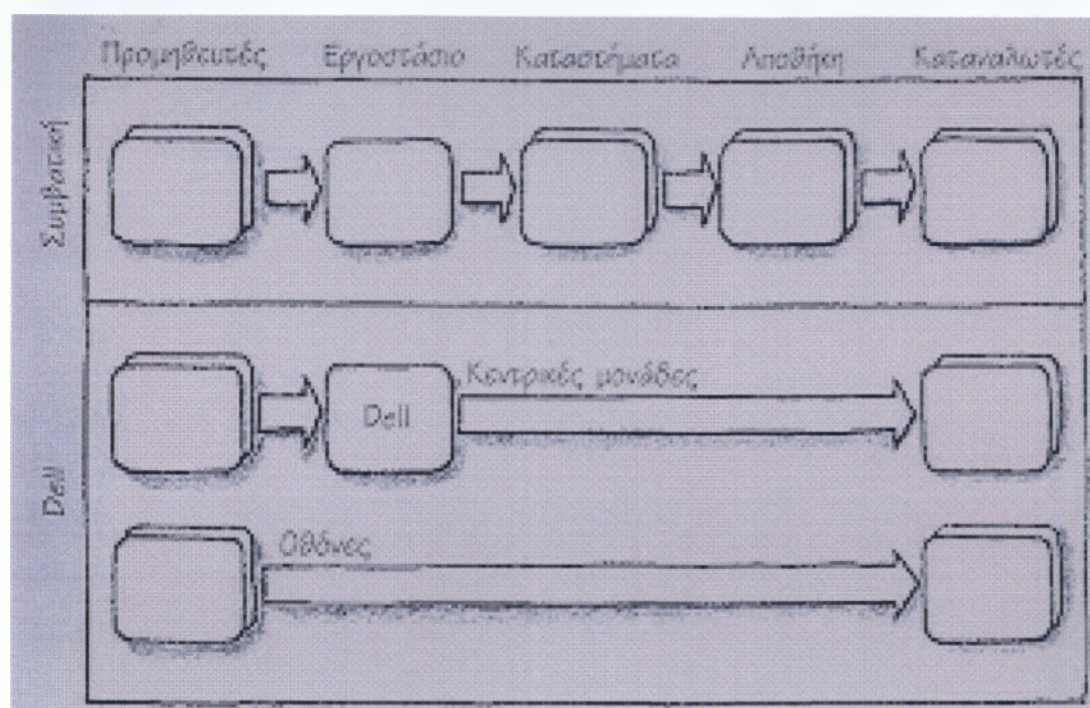 Προμηθευτές Εργοστάσιο Καταστήματα Αποθήκη Καταναλωτές
Συμβατική
Κεντρικές μονάδες
Dell
Dell
Οθόνες